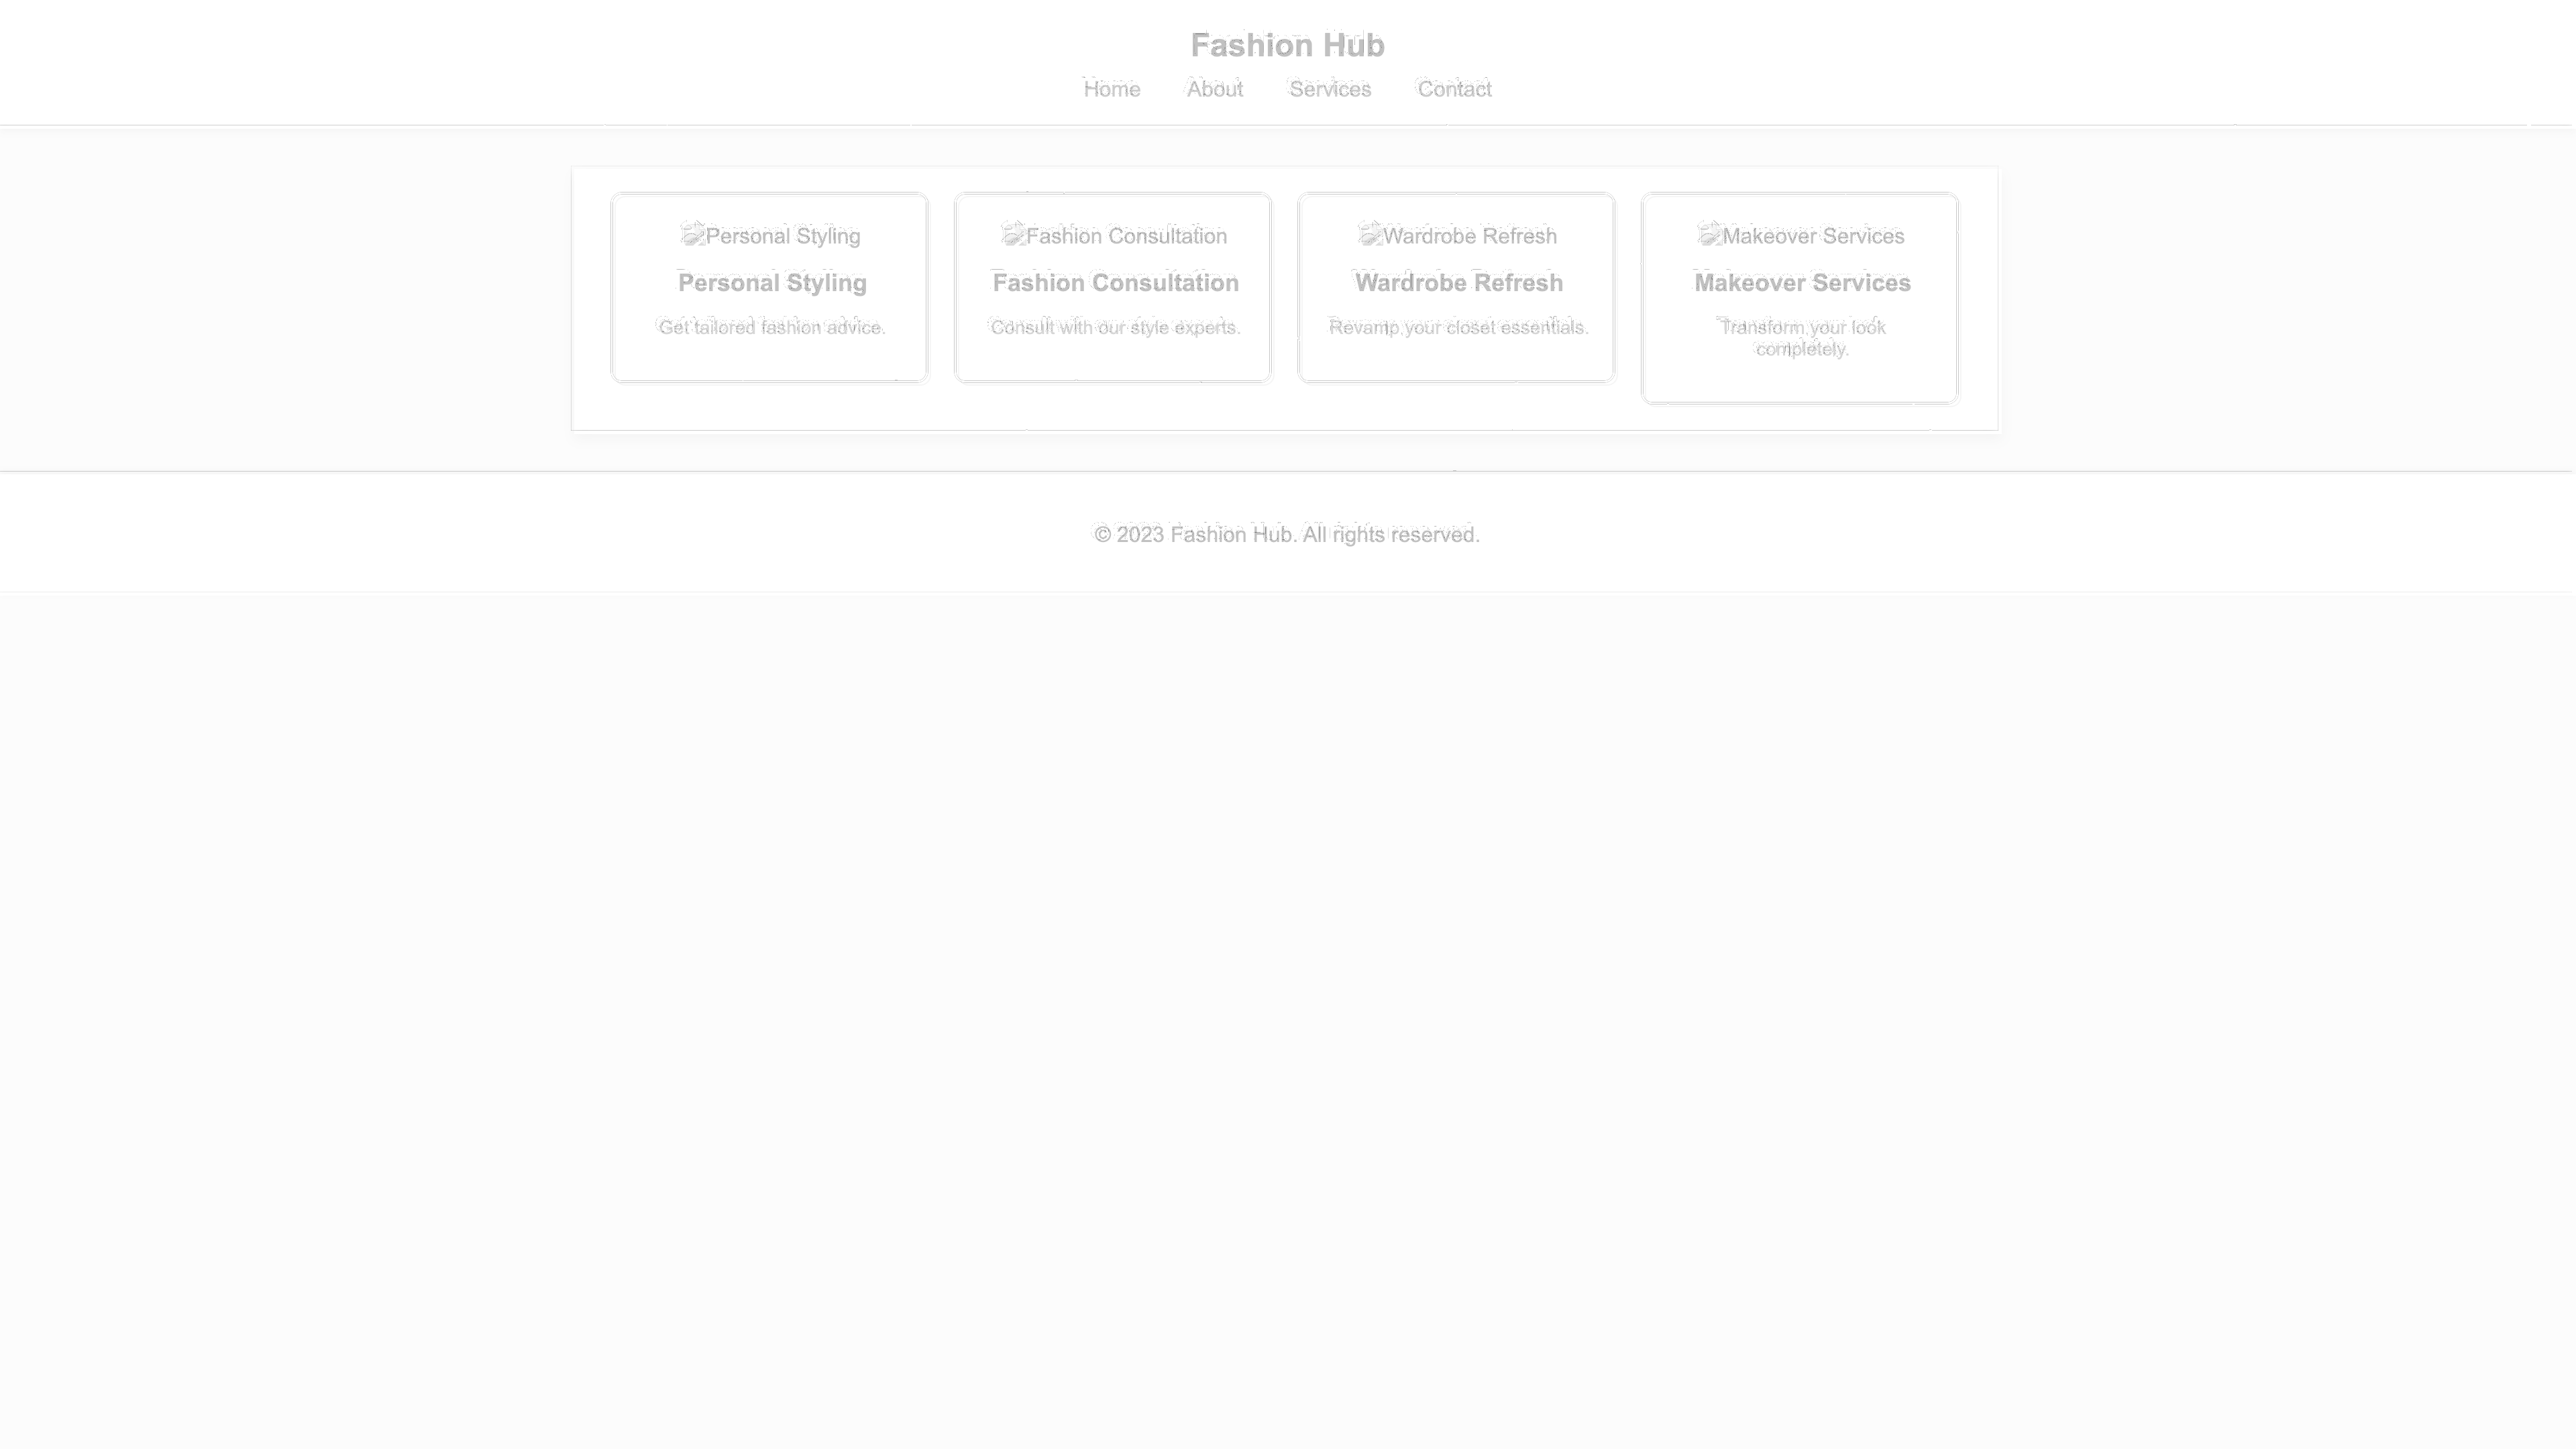 Fashion Hub
Home About Services Contact
Personal Styling Fashion Consultation Wardrobe Refresh Makeover Services
Personal Styling Fashion Consultation Wardrobe Refresh Makeover Services
Get tailored fashion advice. Consult with our style experts. Revamp your closet essentials. Transform your look
completely.
© 2023 Fashion Hub. All rights reserved.